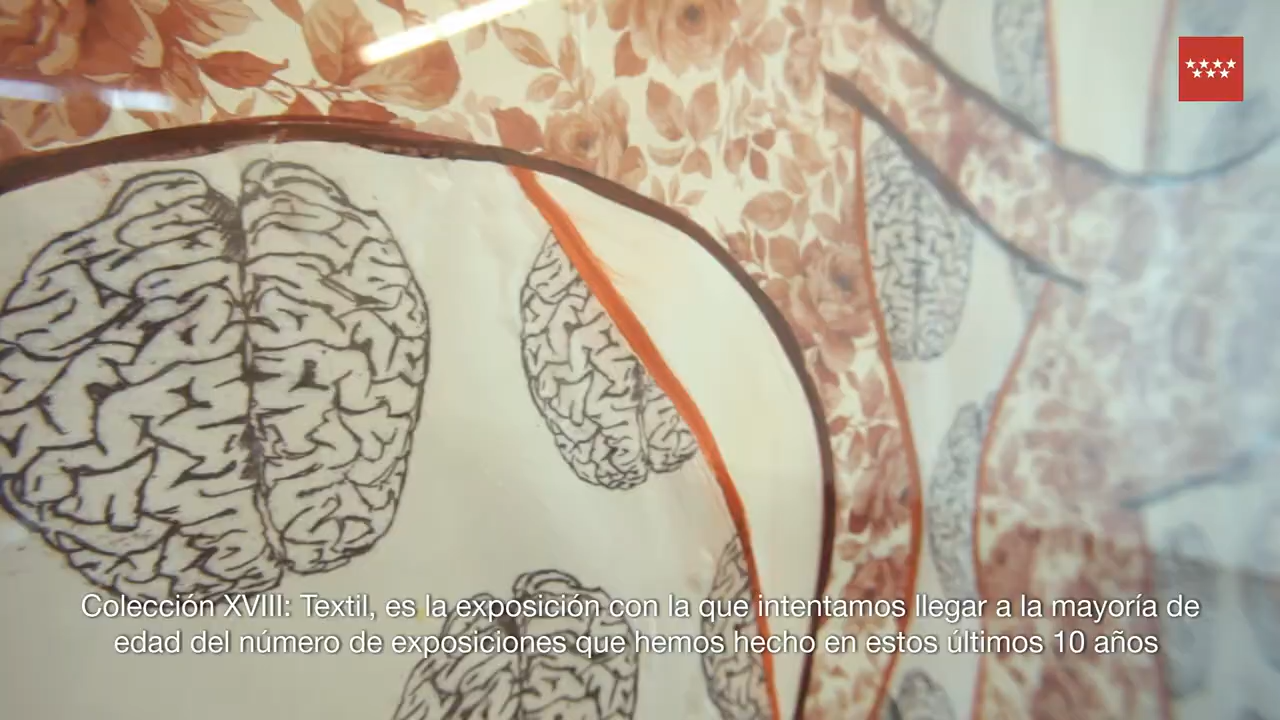 Colección XVIII: Textil, es la exposición con la que intentamos llegar a la mayoría de
edad del número de exposiciones que hemos hecho en estos últimos 10 años